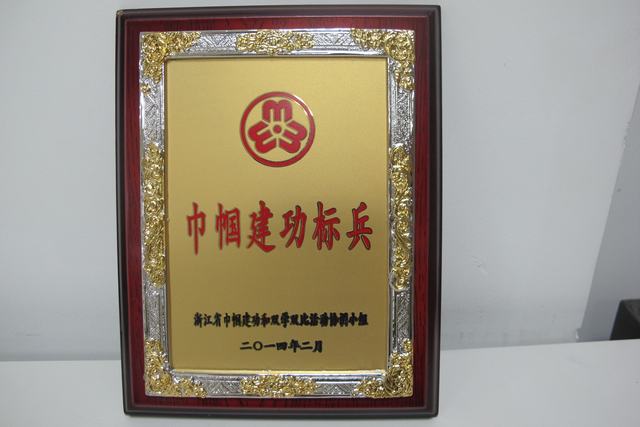 巾帼建功标兵
浙江省巾帼建功和双学双比活动协调小组
二〇一四年二月